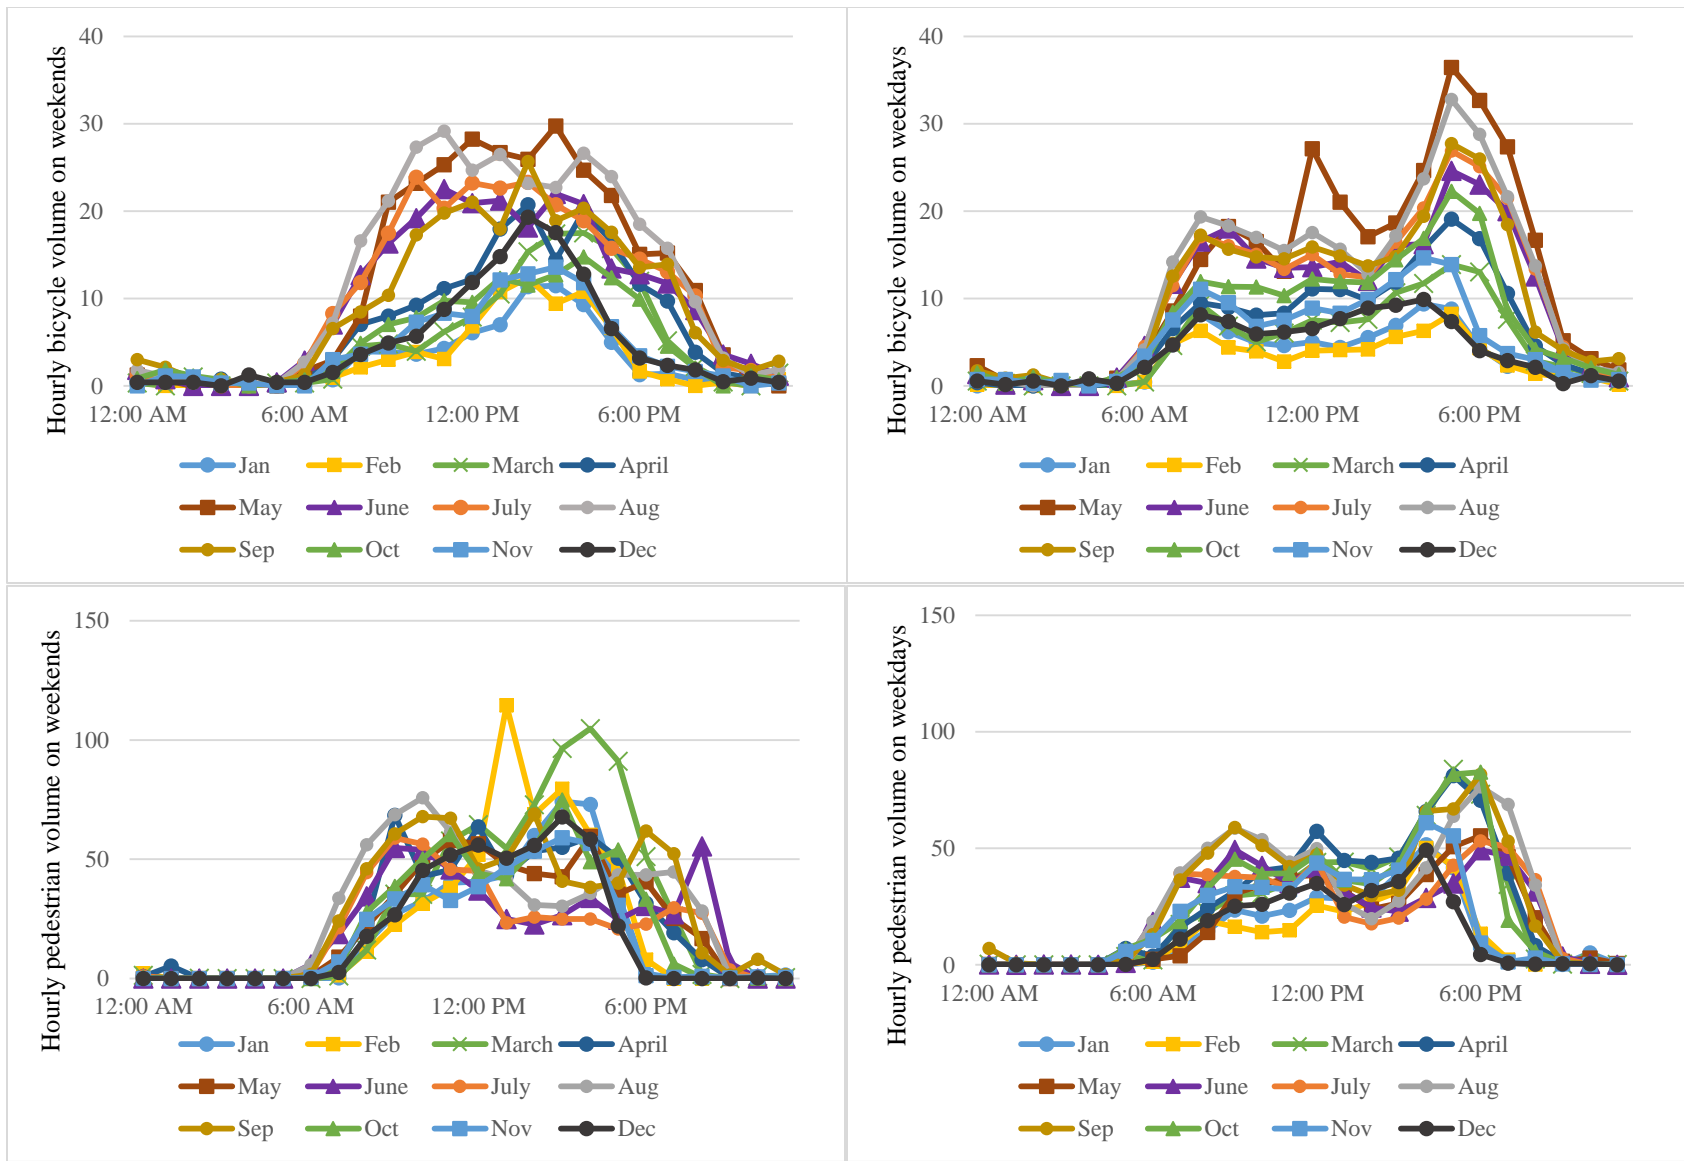 Hourly bicycle volume on weekends
40
30
20
10
0
12:00 AM 6:00 AM 12:00 PM 6:00 PM
Jan Feb March April
May June July Aug
Sep Oct Nov Dec
Hourly bicycle volume on weekdays
40
30
20
10
0
12:00 AM 6:00 AM 12:00 PM 6:00 PM
Jan Feb March April
May June July Aug
Sep Oct Nov Dec
Hourly pedestrian volume on weekends
150
100
50
0
12:00 AM 6:00 AM 12:00 PM 6:00 PM
Jan Feb March April
May June July Aug
Sep Oct Nov Dec
Hourly pedestrian volume on weekdays
150
100
50
0
12:00 AM 6:00 AM 12:00 PM 6:00 PM
Jan Feb March April
May June July Aug
Sep Oct Nov Dec